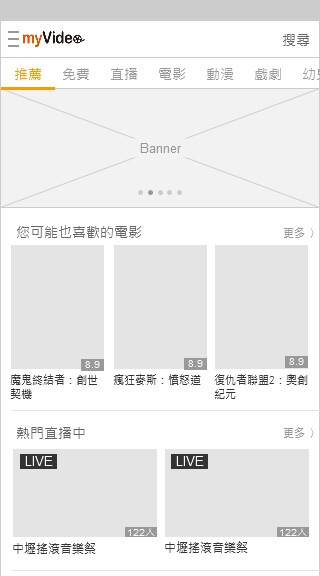 myVideo
搜尋
推薦 免費 直播 電影 動漫 戲劇 幼兒
Banner
您可能也喜歡的電影 更多
8.9 8.9 8.9
魔鬼終結者：創世契機
瘋狂麥斯：憤怒道
復仇者聯盟2：奧創紀元
熱門直播中 更多
LIVE LIVE
122人 122人
中壢搖滾音樂祭 中壢搖滾音樂祭